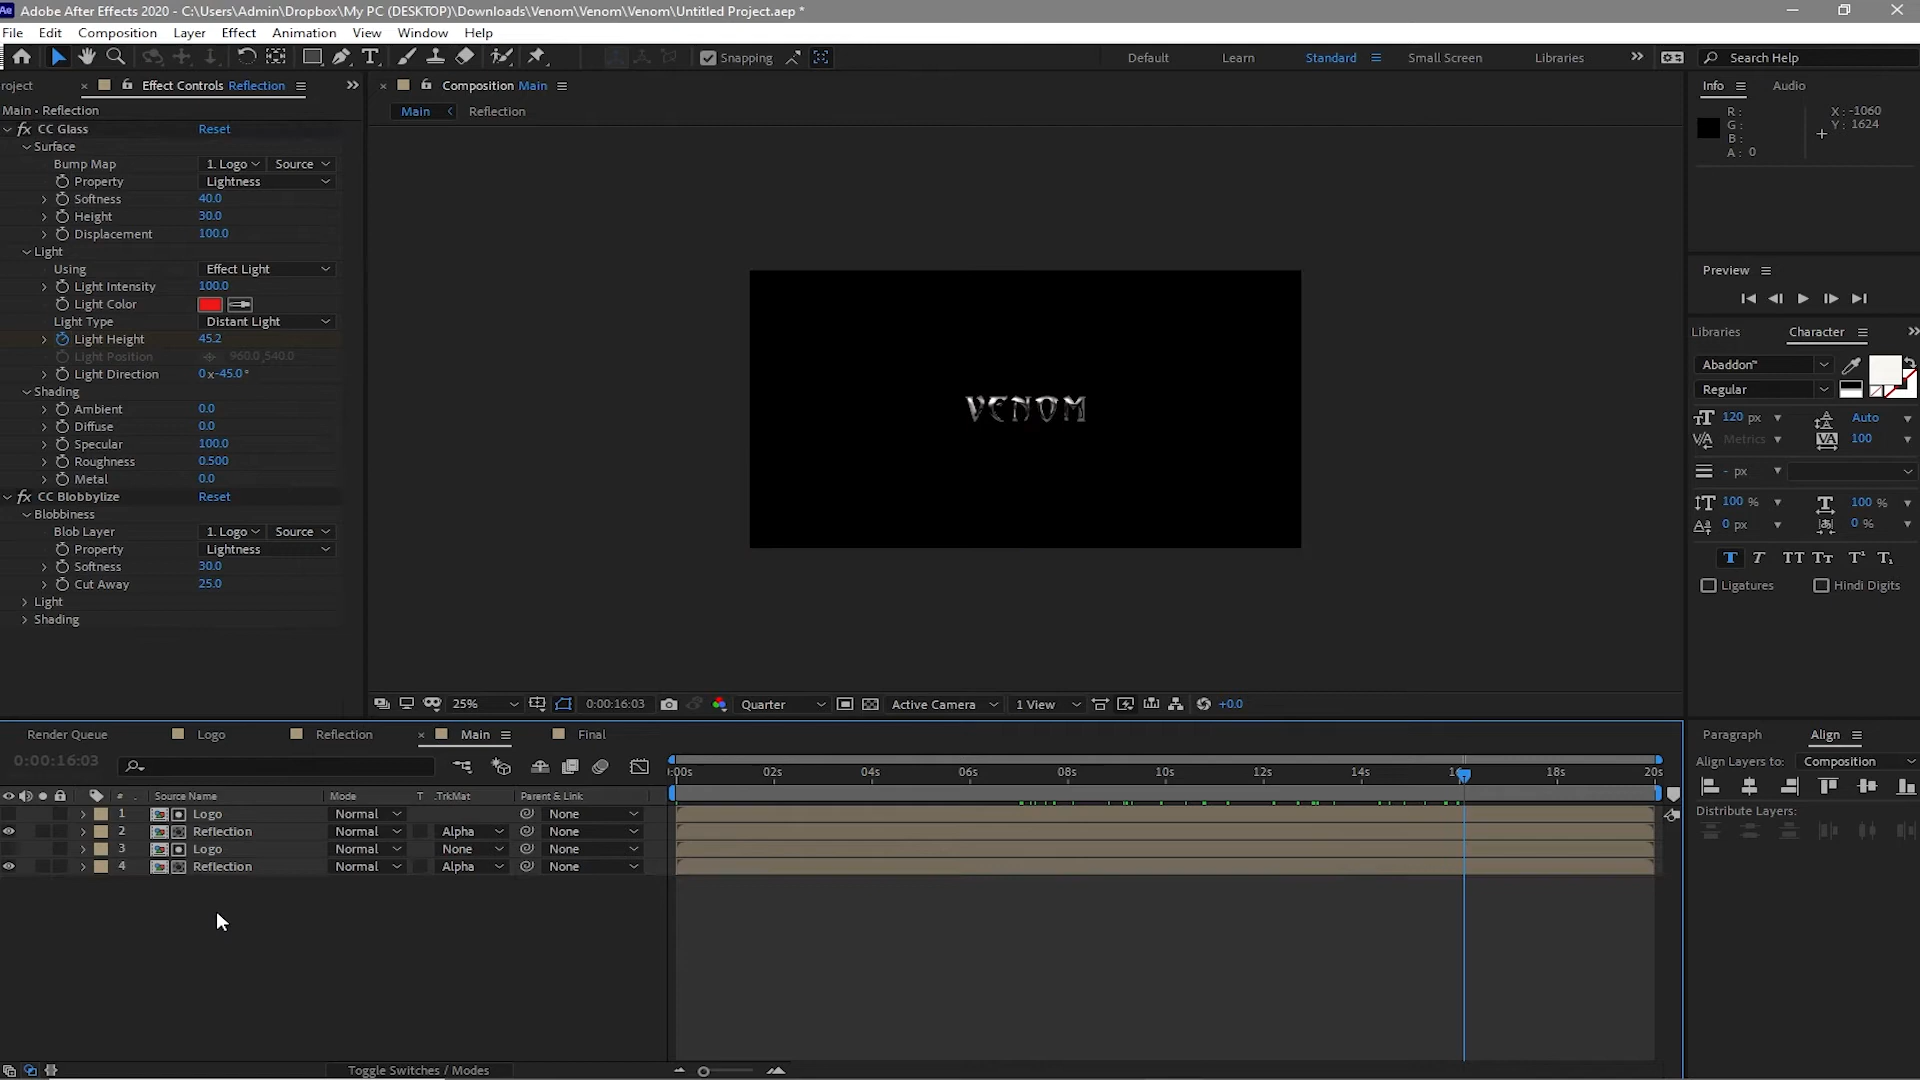 Ae Adobe After Effects 2020 - C:\Users\Admin\Dropbox\My PC (DESKTOP)\Downloads\Venom\Venom\Venom\Untitled Project.aep *
File Edit Composition Layer Effect Animation View Window Help
Snapping Default Learn Standard Small Screen Libraries Search Help
roject Effect Controls Reflection
Composition Main
Info Audio
Main Reflection
Main • Reflection
R :
G :
B :
A : 0
X : -1060
Y : 1624
fx CC Glass Reset
Surface
Bump Map 1. Logo Source
Property Lightness
Softness 40.0
Height 30.0
Displacement 100.0
Light
Using Effect Light
Light Intensity 100.0
Light Color
Light Type Distant Light
Light Height 45.2
Light Position 960.0,540.0
Light Direction 0 x-45.0 °
Shading
Ambient 0.0
Diffuse 0.0
Specular 100.0
Roughness 0.500
Metal 0.0
fx CC Blobbylize Reset
Blobbiness
Blob Layer 1. Logo Source
Property Lightness
Softness 30.0
Cut Away 25.0
Light
Shading
VENOM
Preview
Libraries Character
Abaddon™
Regular
120 px Auto
Metrics 100
- px
100 % 100 %
0 px 0 %
T T TT Tт T¹ T₁
Ligatures Hindi Digits
25% 0:00:16:03 Quarter Active Camera 1 View +0.0
Render Queue Logo Reflection Main Final
0:00:16:03
:00s 02s 04s 06s 08s 10s 12s 14s 18s 20s
# Source Name Mode T .TrkMat Parent & Link
1 Logo Normal None
2 Reflection Normal Alpha None
3 Logo Normal None None
4 Reflection Normal Alpha None
Toggle Switches / Modes
Paragraph Align
Align Layers to: Composition
Distribute Layers: